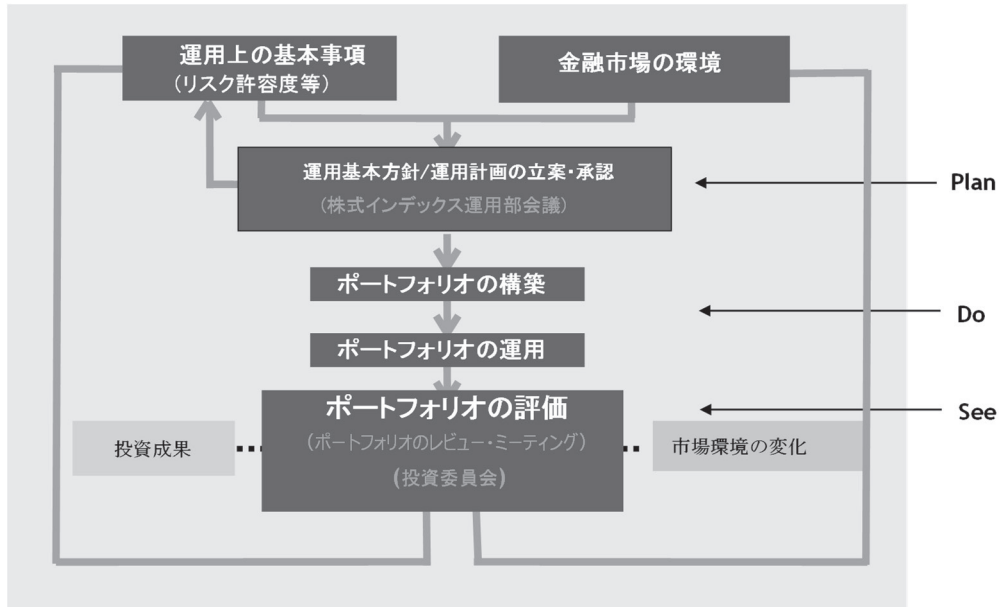 運用上の基本事項
(リスク許容度等)
金融市場の環境
運用基本方針/運用計画の立案・承認
(株式インデックス運用部会議)
Plan
ポートフォリオの構築
Do
ポートフォリオの運用
ポートフォリオの評価
(ポートフォリオのレビュー・ミーティング)
(投資委員会)
See
投資成果
市場環境の変化